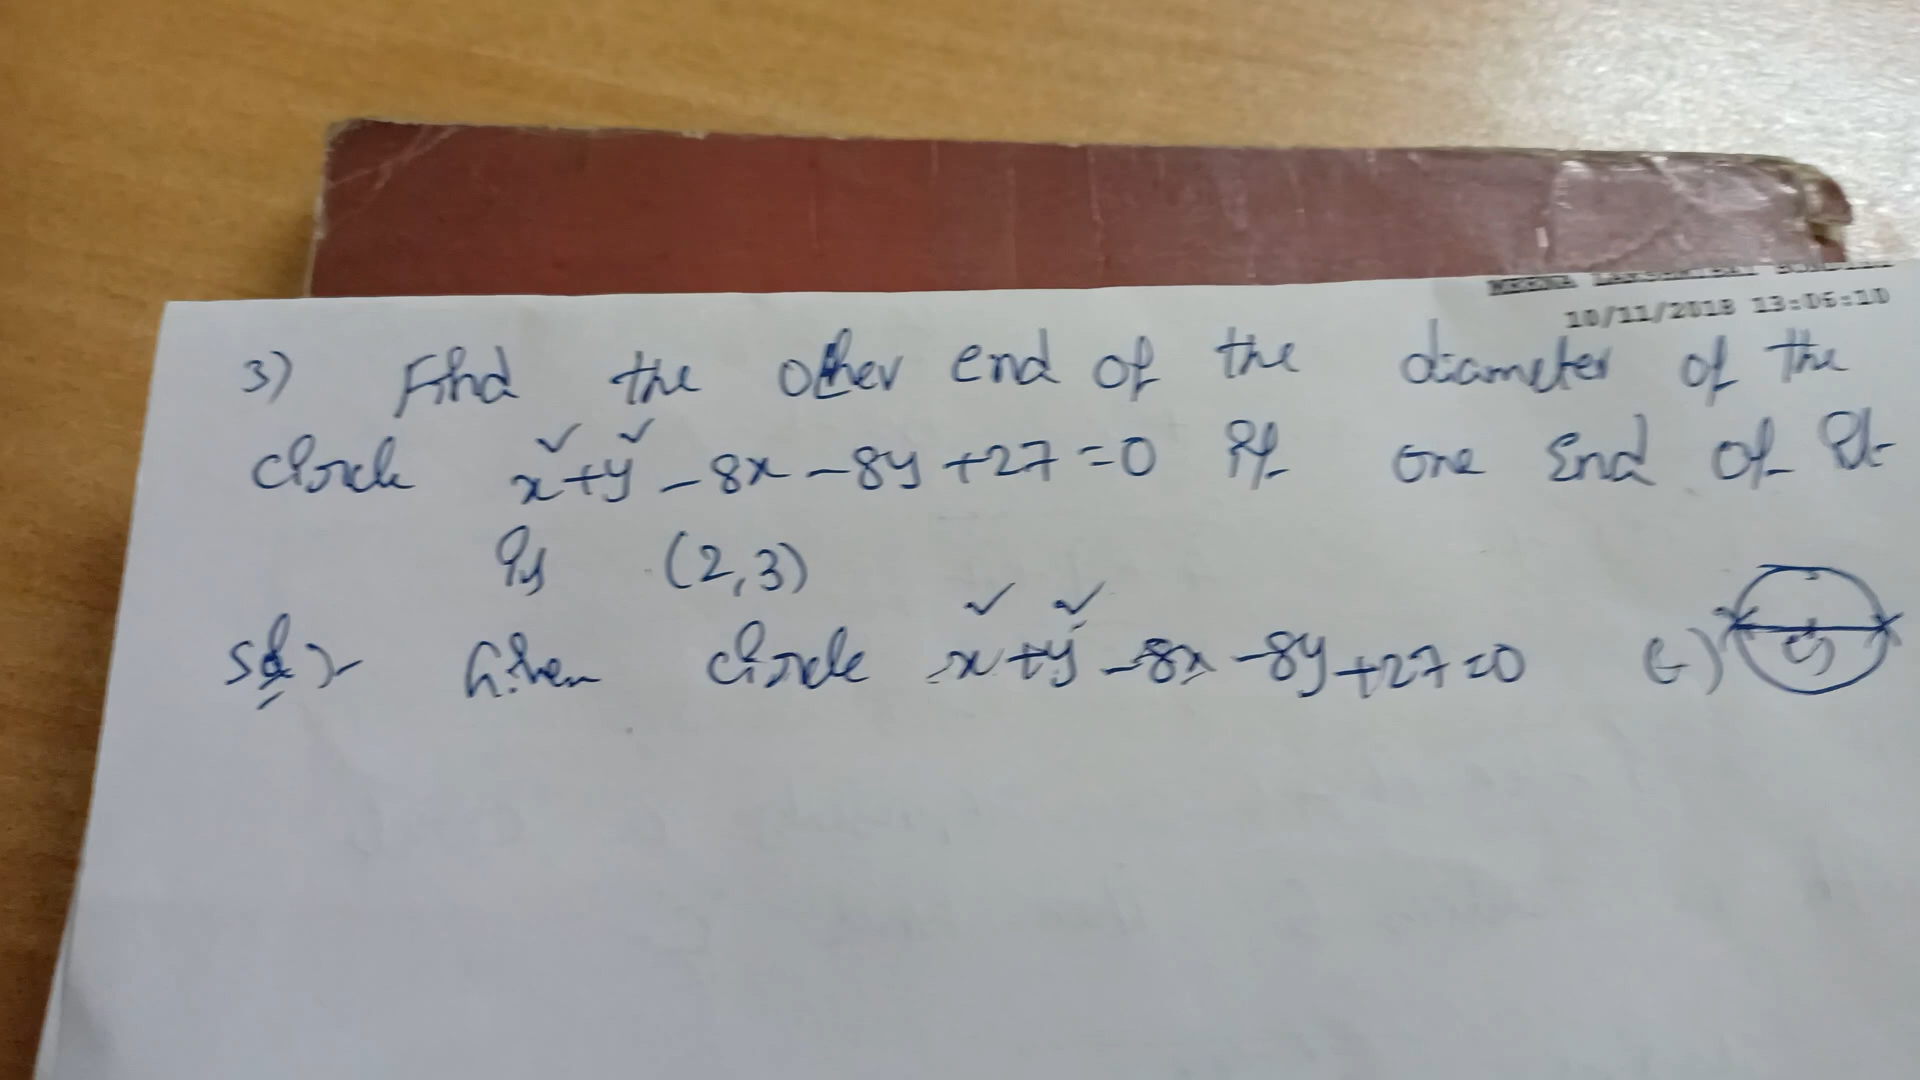 10/11/2018 13:06:10
3) Find the other end of the diameter of the
circle x²+y²-8x-8y+27=0 if one end of it
is (2,3)
Sol:- Given circle x²+y²-8x-8y+27=0